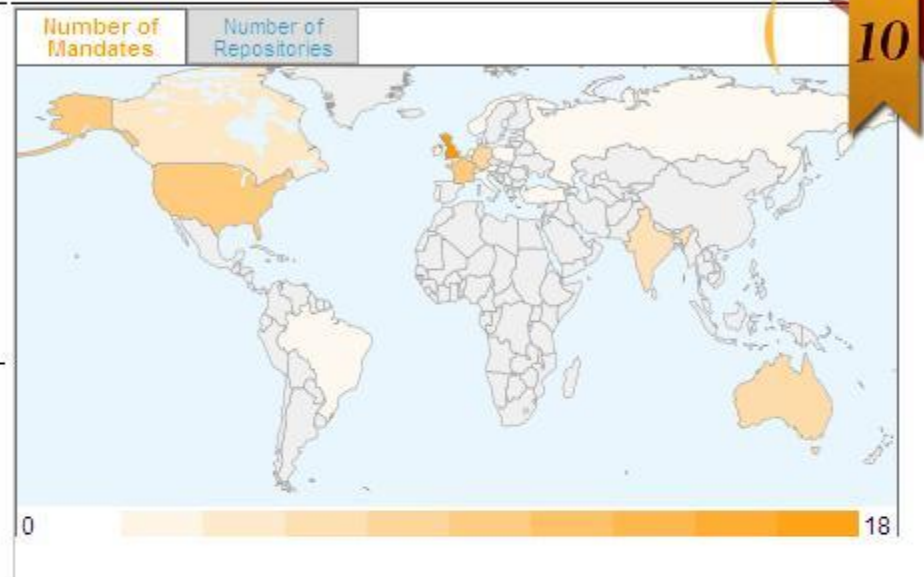 Number of
Mandates
Number of
Repositories
10
0
18